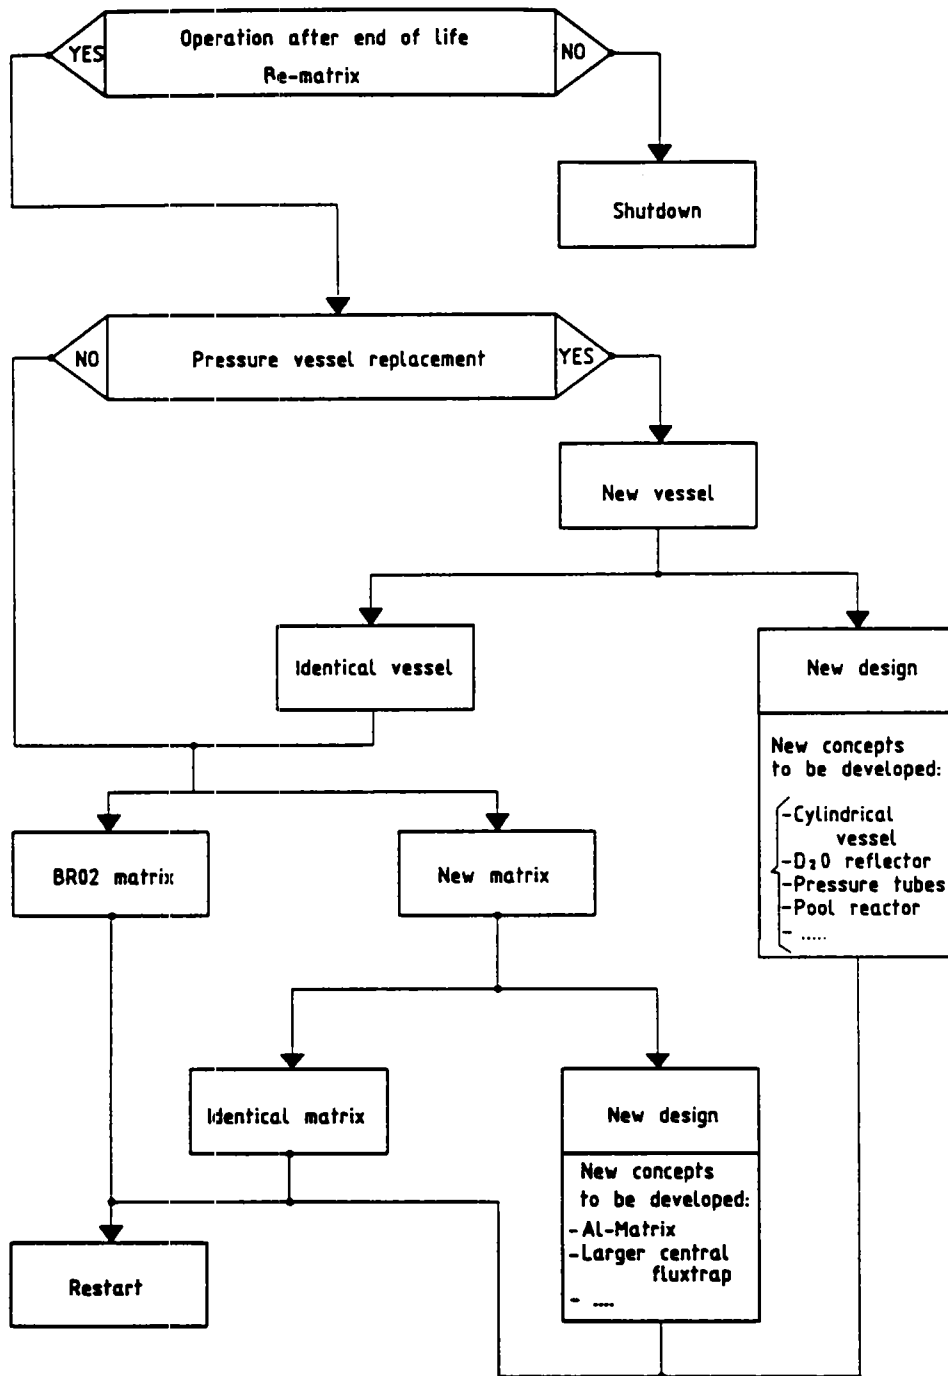 Operation after end of life
YES
NO
Be-matrix
Shutdown
NO
Pressure vessel replacement
YES
New vessel
Identical vessel
New design
New concepts
to be developed:
-Cylindrical
vessel
-D₂O reflector
-Pressure tubes
-Pool reactor
- .....
BR02 matrix
New matrix
Identical matrix
New design
New concepts
to be developed:
-Al-Matrix
-Larger central
fluxtrap
- ....
Restart